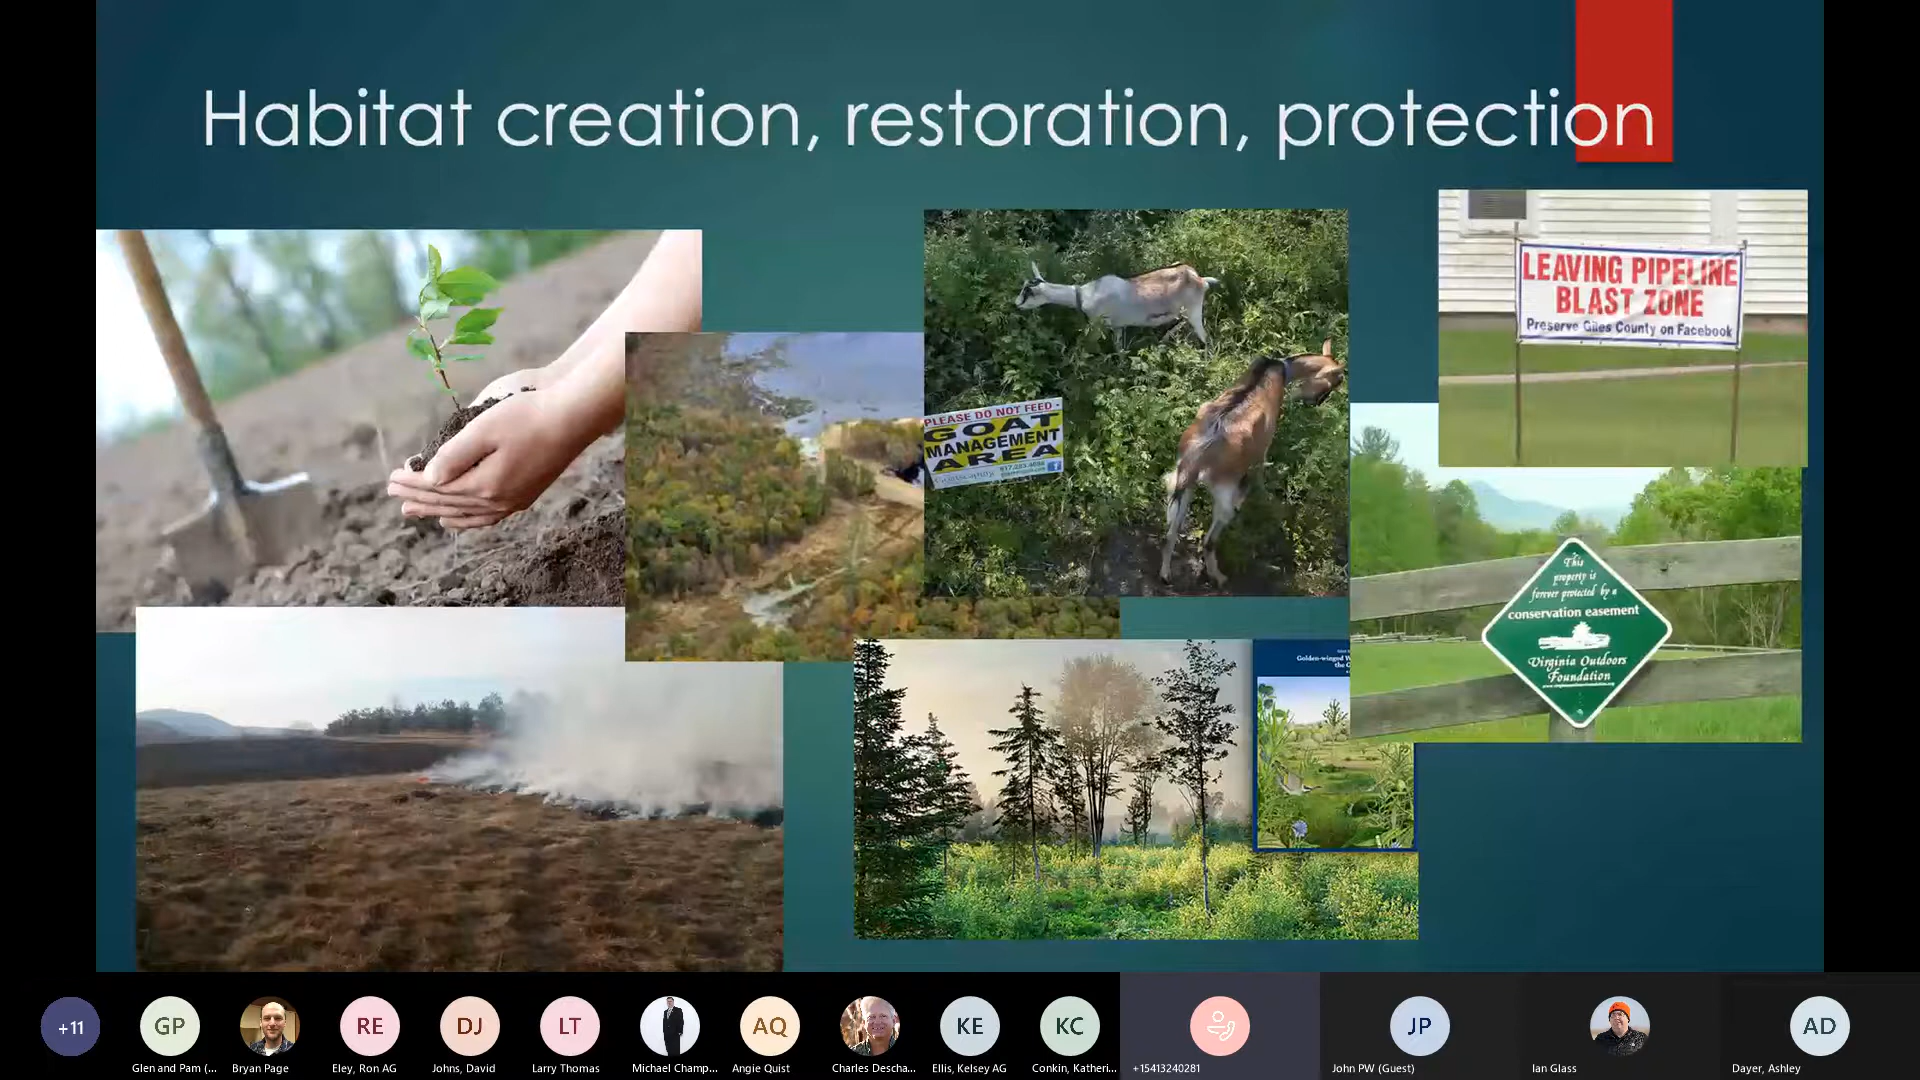 Habitat creation, restoration, protection
LEAVING PIPELINE
BLAST ZONE
Preserve Giles County on Facebook
PLEASE DO NOT FEED -
GOAT
MANAGEMENT
AREA
This
property is
forever protected by a
conservation easement
Virginia Outdoors
Foundation
Golden-winged W
the
+11
GP
RE
DJ
LT
AQ
KE
KC
JP
AD
Glen and Pam (...
Bryan Page
Eley, Ron AG
Johns, David
Larry Thomas
Michael Champ...
Angie Quist
Charles Descha...
Ellis, Kelsey AG
Conkin, Katheri...
+15413240281
John PW (Guest)
Ian Glass
Dayer, Ashley